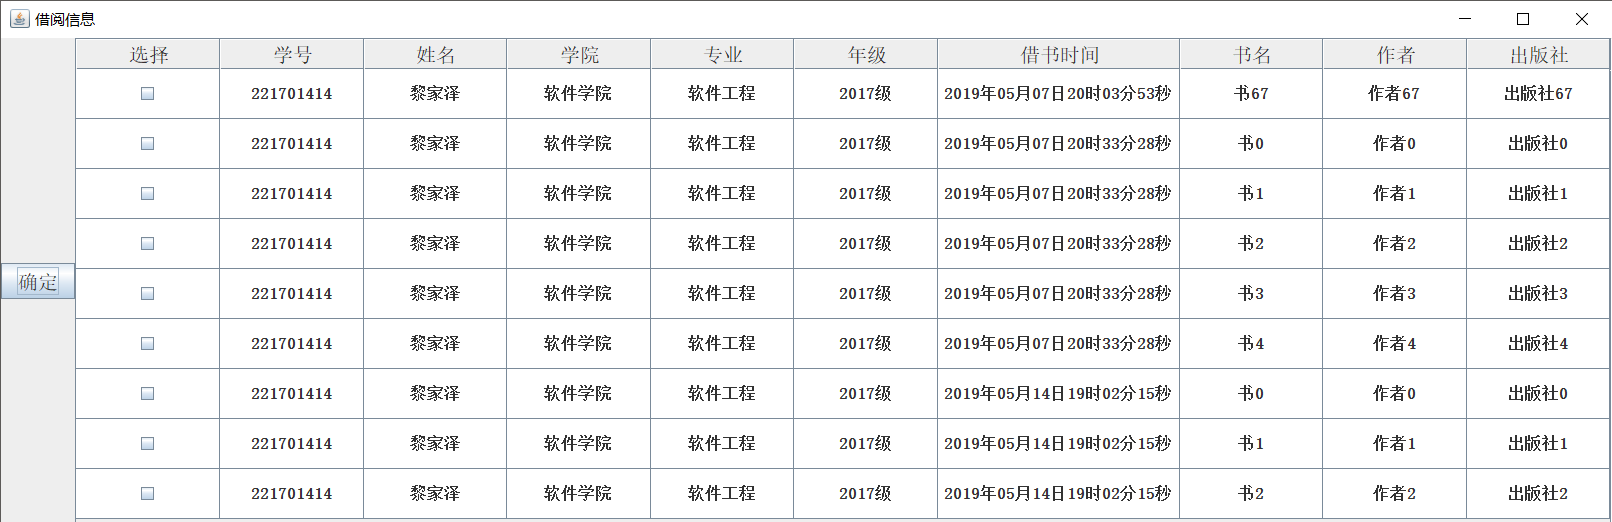 借阅信息
选择 学号 姓名 学院 专业 年级 借书时间 书名 作者 出版社
221701414 黎家泽 软件学院 软件工程 2017级 2019年05月07日20时03分53秒 书67 作者67 出版社67
221701414 黎家泽 软件学院 软件工程 2017级 2019年05月07日20时33分28秒 书0 作者0 出版社0
221701414 黎家泽 软件学院 软件工程 2017级 2019年05月07日20时33分28秒 书1 作者1 出版社1
221701414 黎家泽 软件学院 软件工程 2017级 2019年05月07日20时33分28秒 书2 作者2 出版社2
确定
221701414 黎家泽 软件学院 软件工程 2017级 2019年05月07日20时33分28秒 书3 作者3 出版社3
221701414 黎家泽 软件学院 软件工程 2017级 2019年05月07日20时33分28秒 书4 作者4 出版社4
221701414 黎家泽 软件学院 软件工程 2017级 2019年05月14日19时02分15秒 书0 作者0 出版社0
221701414 黎家泽 软件学院 软件工程 2017级 2019年05月14日19时02分15秒 书1 作者1 出版社1
221701414 黎家泽 软件学院 软件工程 2017级 2019年05月14日19时02分15秒 书2 作者2 出版社2